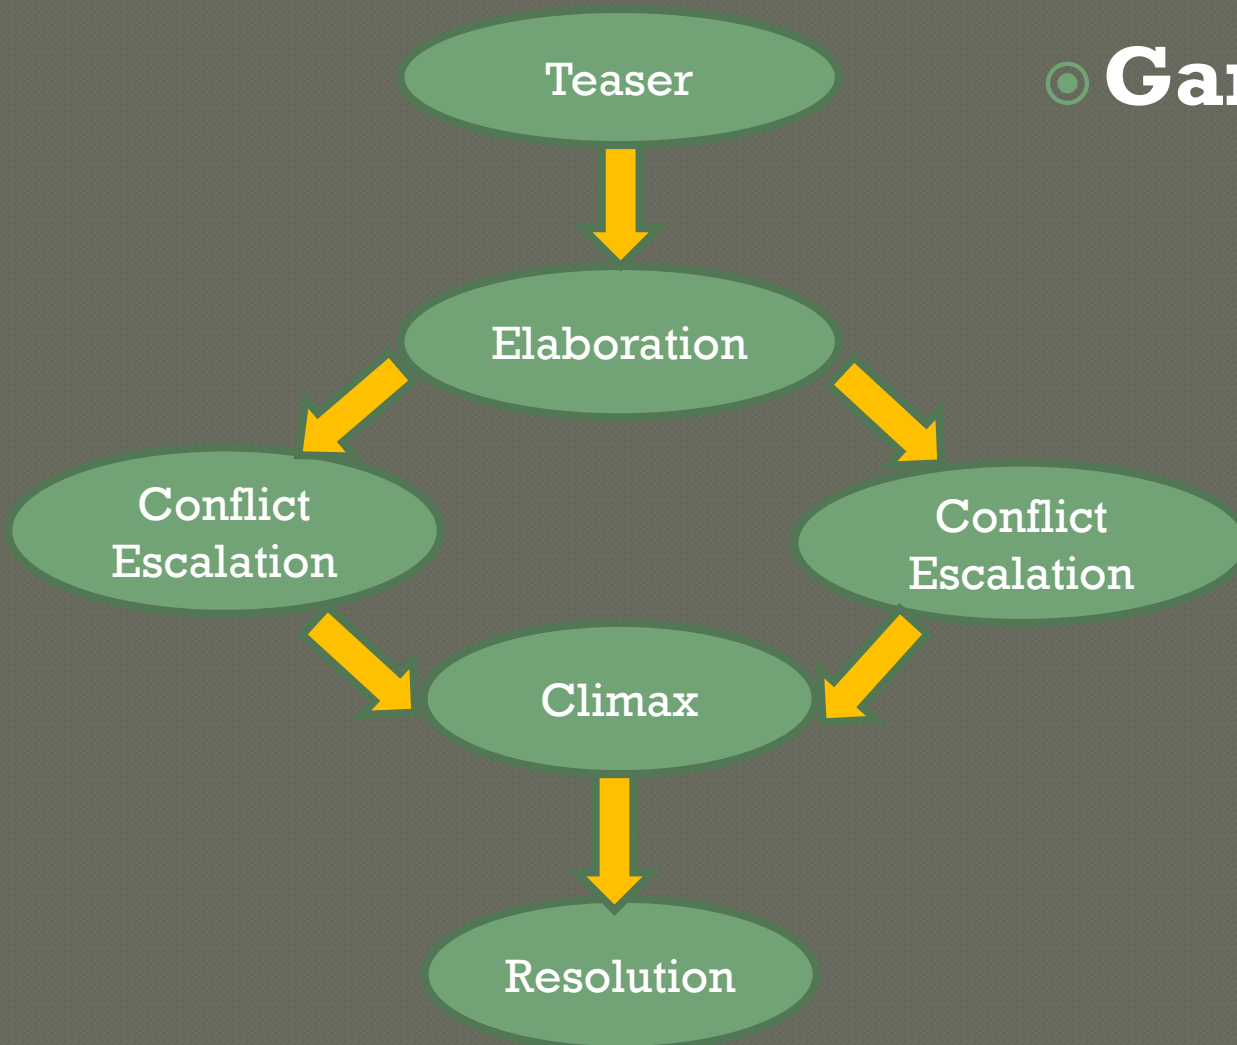 Teaser
Elaboration
Conflict
Escalation
Conflict
Escalation
Climax
Resolution